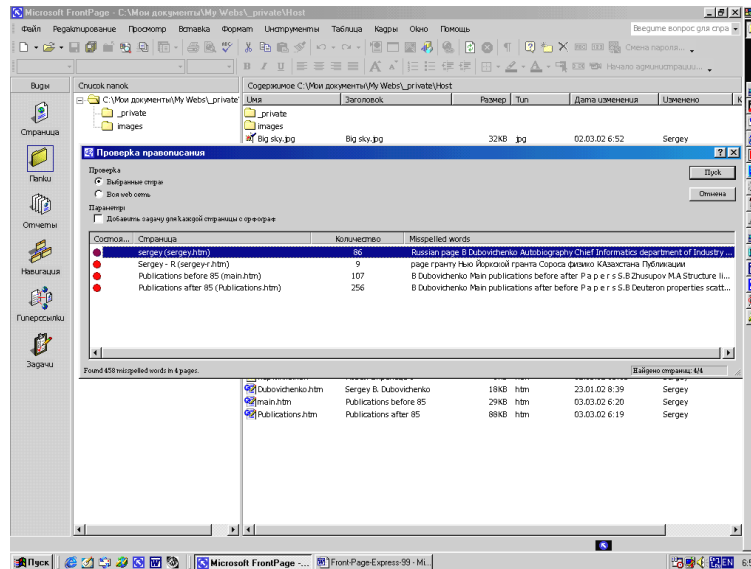 Microsoft FrontPage - C:\Мои документы\My Webs\_private\Host
Файл Редактирование Просмотр Вставка Формат Инструменты Таблица Кадры Окно Помощь
Введите вопрос для спра
Смена пароля...
Начало администрации...
Виды
Список папок
Содержимое C:\Мои документы\My Webs\_private\Host
C:\Мои документы\My Webs\_private
_private
images
Имя Заголовок Размер Тип Дата изменения Изменено К
_private
images
Big sky.jpg Big sky.jpg 32KB jpg 02.03.02 6:52 Sergey
Страница
Папки
Отчеты
Навигация
Гиперссылки
Задачи
Проверка правописания
Проверка
Выбранные стран
Вся web сеть
Параметры
Добавить задачу для каждой страницы с орфограф
Пуск
Отмена
Состоя... Страница Количество Misspelled words
sergey (sergey.htm) 86 Russian page B Dubovichenko Autobiography Chief Informatics department of Industry ...
Sergey - R (sergey-r.htm) 9 page гранту Нью Йоркской гранта Сороса физико КАзахстана Публикации
Publications before 85 (main.htm) 107 B Dubovichenko Main publications before after P a p e r s S.B Zhusupov M.A Structure li...
Publications after 85 (Publications.htm) 256 B Dubovichenko Main publications after before P a p e r s S.B Deuteron properties scatt...
Found 458 misspelled words in 4 pages.
Найдено страниц: 4/4
Dubovichenko.htm Sergey B. Dubovichenko 18KB htm 23.01.02 8:39 Sergey
main.htm Publications before 85 29KB htm 03.03.02 6:20 Sergey
Publications.htm Publications after 85 88KB htm 03.03.02 6:19 Sergey
Пуск
Microsoft FrontPage - ...
Front-Page-Express-99 - Mi...
EN